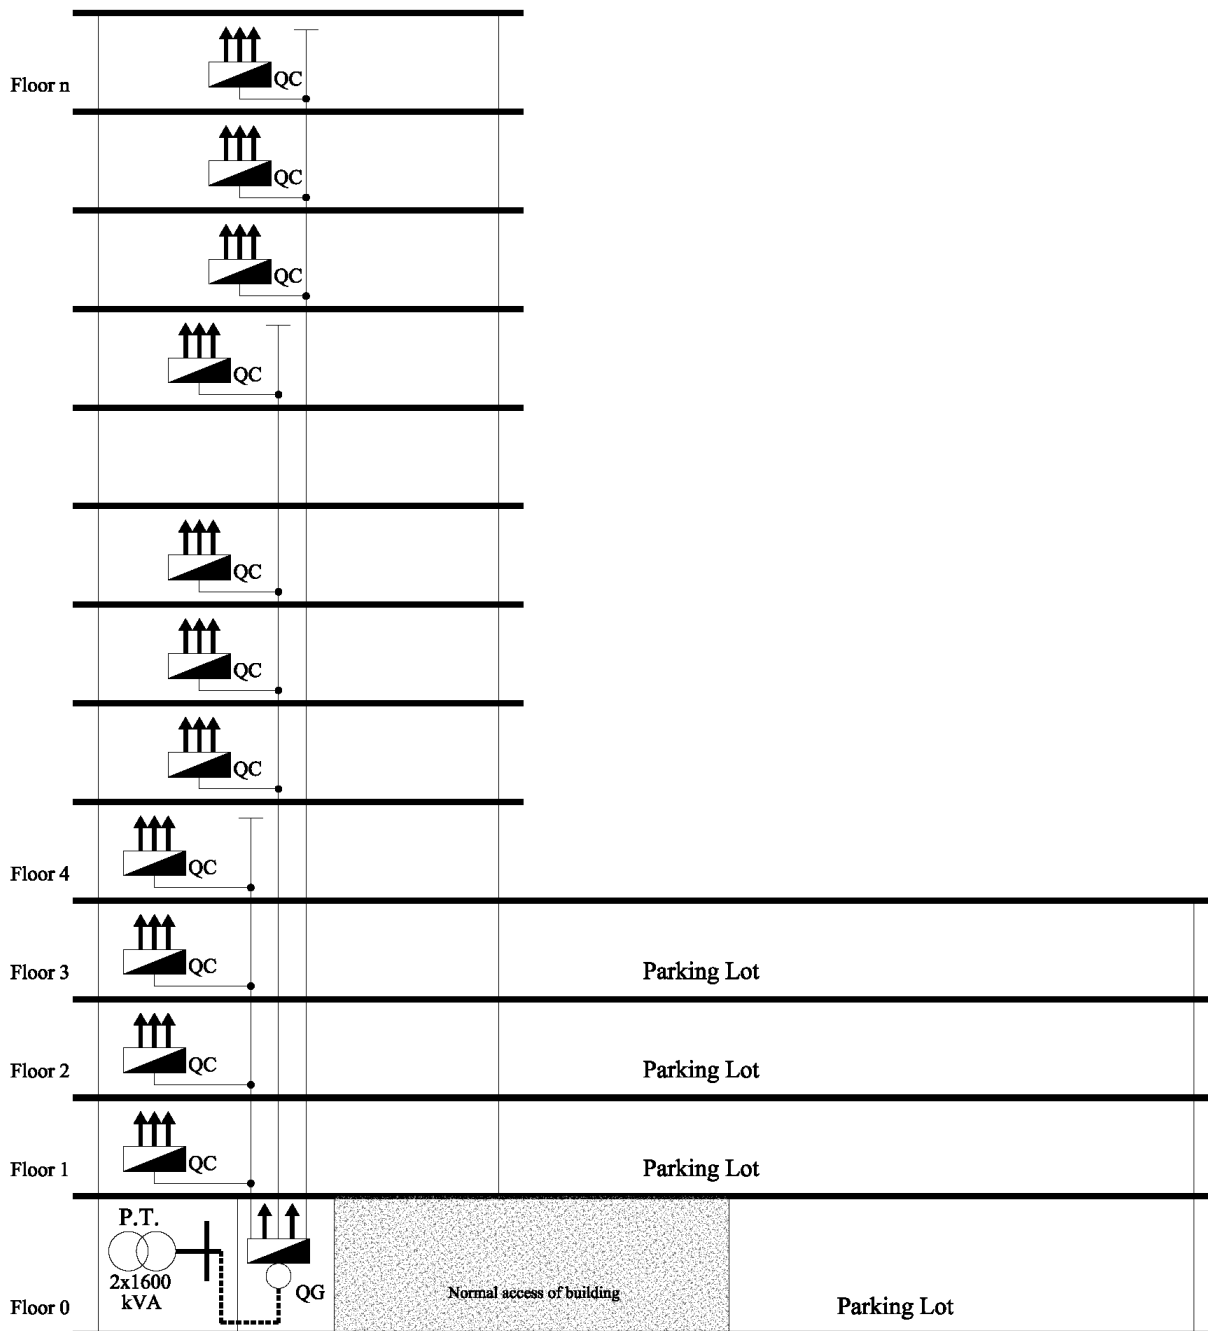 Floor n
QC
QC
QC
QC
QC
QC
QC
QC
Floor 4
QC
Floor 3
Parking Lot
QC
Floor 2
Parking Lot
QC
Floor 1
Parking Lot
P.T.
2x1600
kVA
QG
Normal access of building
Floor 0
Parking Lot